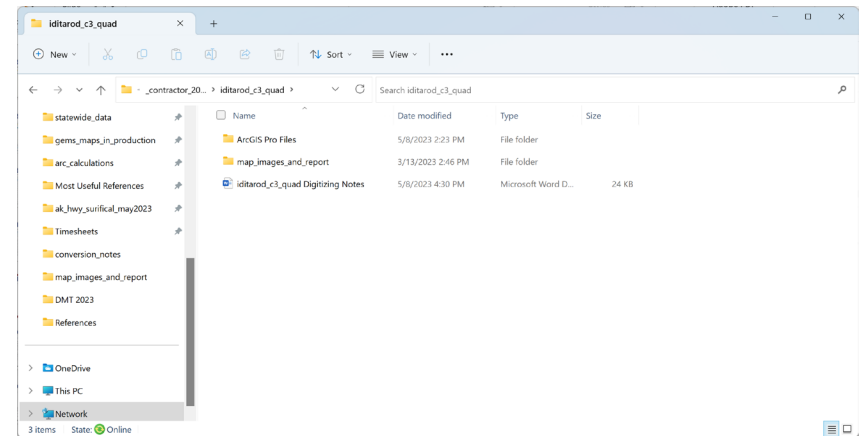 iditarod_c3_quad
New
Sort
View
_contractor_20... > iditarod_c3_quad >
Search iditarod_c3_quad
statewide_data
gems_maps_in_production
arc_calculations
Most Useful References
ak_hwy_surifical_may2023
Timesheets
conversion_notes
map_images_and_report
DMT 2023
References
OneDrive
This PC
Network
Name Date modified Type Size
ArcGIS Pro Files 5/8/2023 2:23 PM File folder
map_images_and_report 3/13/2023 2:46 PM File folder
iditarod_c3_quad Digitizing Notes 5/8/2023 4:30 PM Microsoft Word D... 24 KB
3 items State: Online